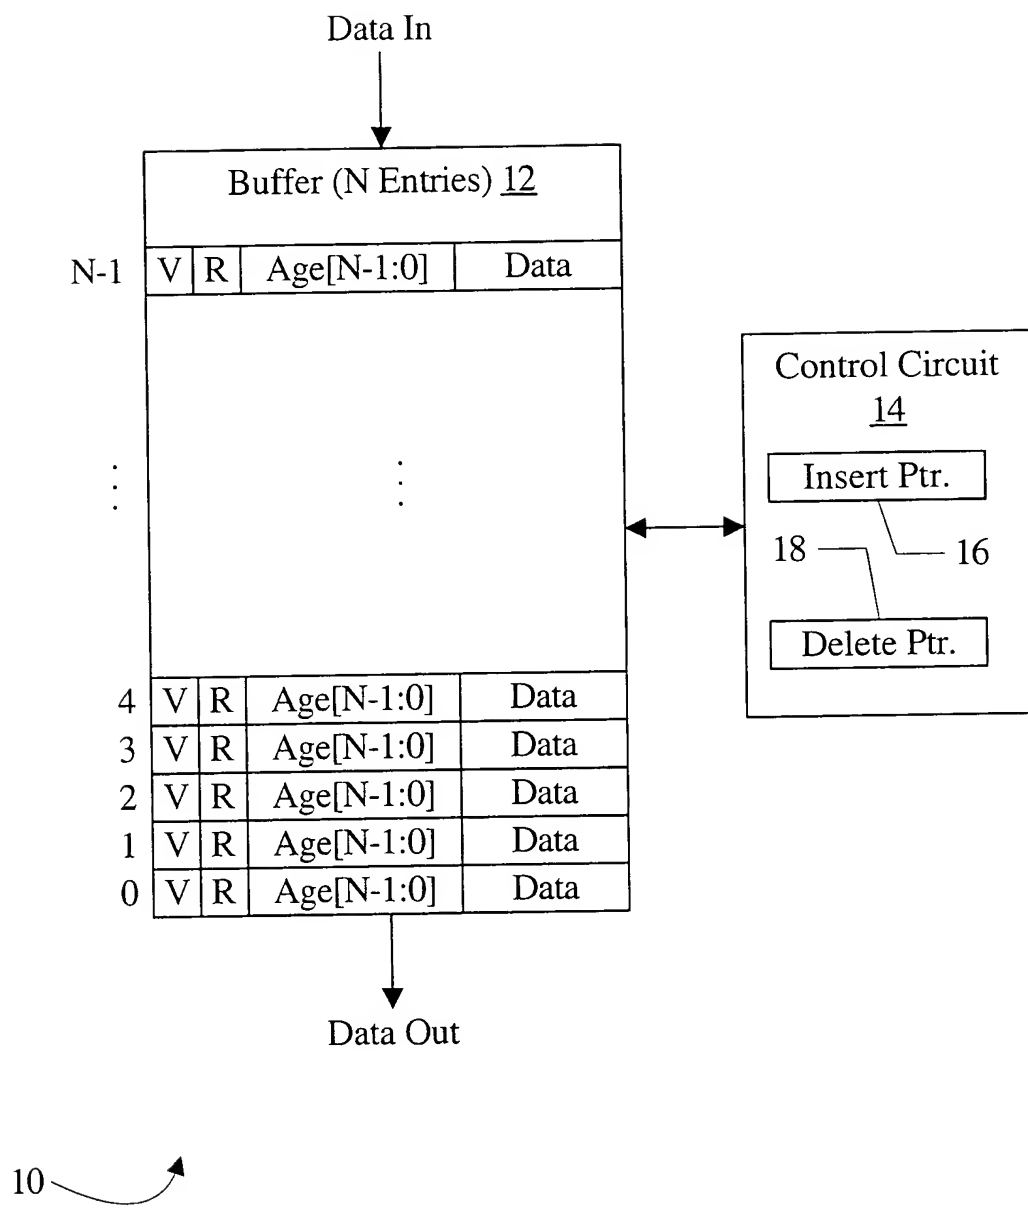 Data In
Buffer (N Entries) 12
N-1 V R Age[N-1:0] Data
Control Circuit
14
Insert Ptr.
18 16
Delete Ptr.
4 V R Age[N-1:0] Data
3 V R Age[N-1:0] Data
2 V R Age[N-1:0] Data
1 V R Age[N-1:0] Data
0 V R Age[N-1:0] Data
Data Out
10